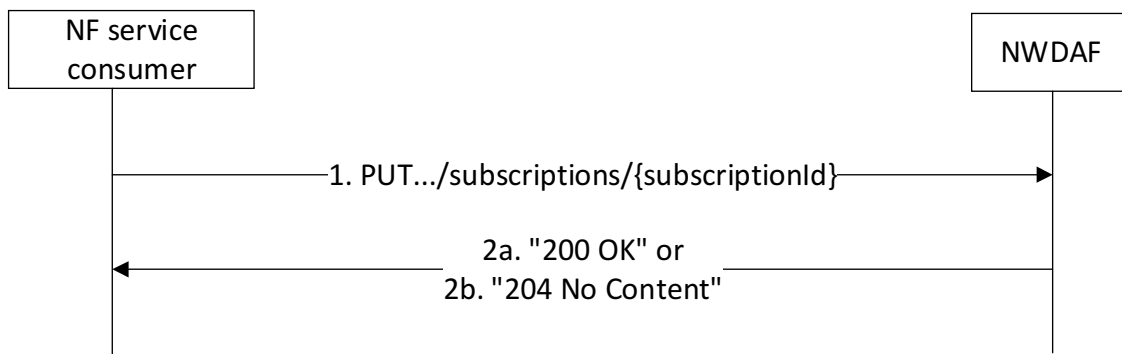 NF service
consumer
NWDAF
1. PUT.../subscriptions/{subscriptionId}
2a. "200 OK" or
2b. "204 No Content"